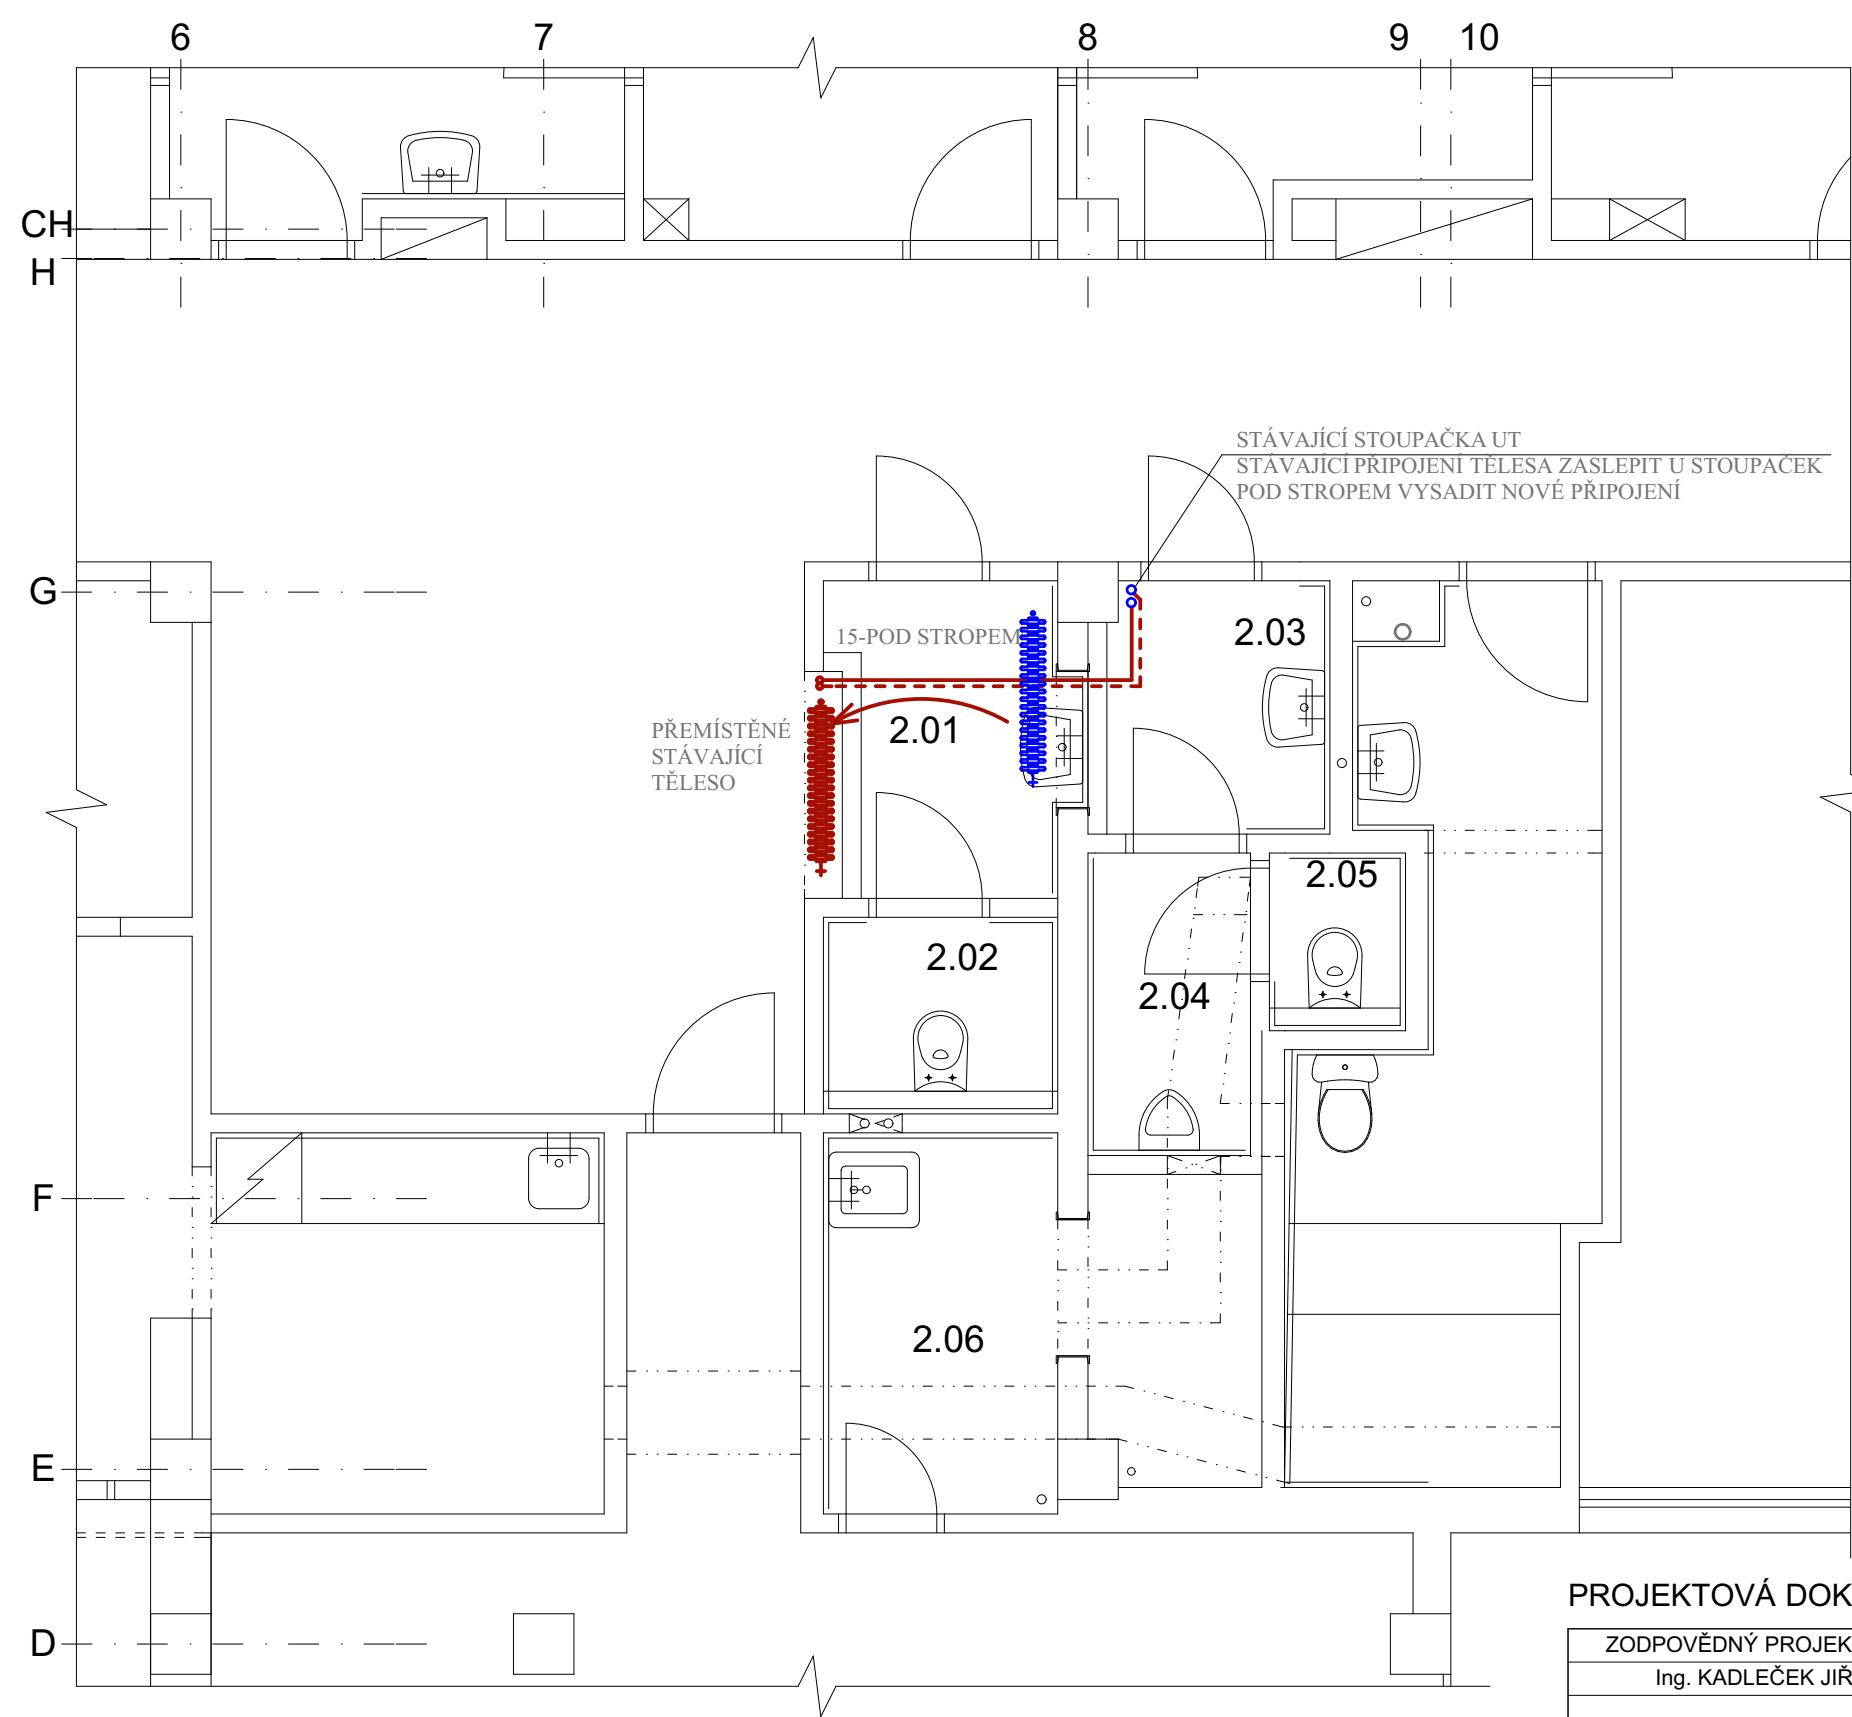 6 7 8 9 10
CH
H
STÁVAJÍCÍ STOUPAČKA UT
STÁVAJÍCÍ PŘIPOJENÍ TĚLESA ZASLEPIT U STOUPAČEK
POD STROPEM VYSADIT NOVÉ PŘIPOJENÍ
G
15-POD STROPEM
2.03
2.01
PŘEMÍSTĚNÉ
STÁVAJÍCÍ
TĚLESO
2.05
2.02
2.04
F
2.06
E
D
PROJEKTOVÁ DOK
ZODPOVĚDNÝ PROJEK
Ing. KADLEČEK JIŘ